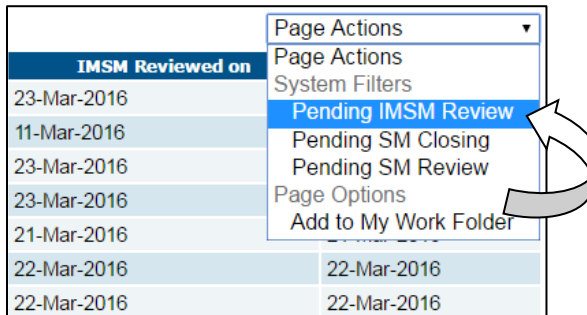 Page Actions
IMSM Reviewed on
Page Actions
System Filters
Pending IMSM Review
Pending SM Closing
Pending SM Review
Page Options
Add to My Work Folder
23-Mar-2016
11-Mar-2016
23-Mar-2016
23-Mar-2016
21-Mar-2016
22-Mar-2016 22-Mar-2016
22-Mar-2016 22-Mar-2016